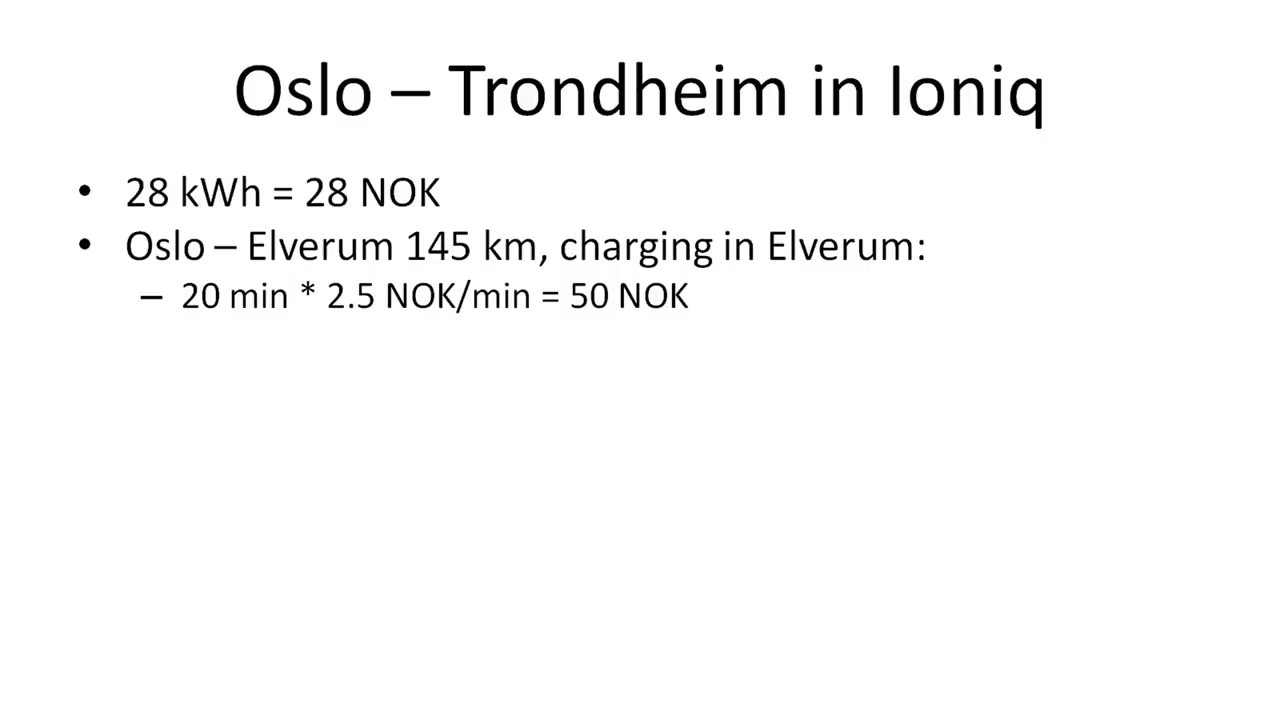 Oslo – Trondheim in Ioniq
• 28 kWh = 28 NOK
• Oslo – Elverum 145 km, charging in Elverum:
– 20 min * 2.5 NOK/min = 50 NOK